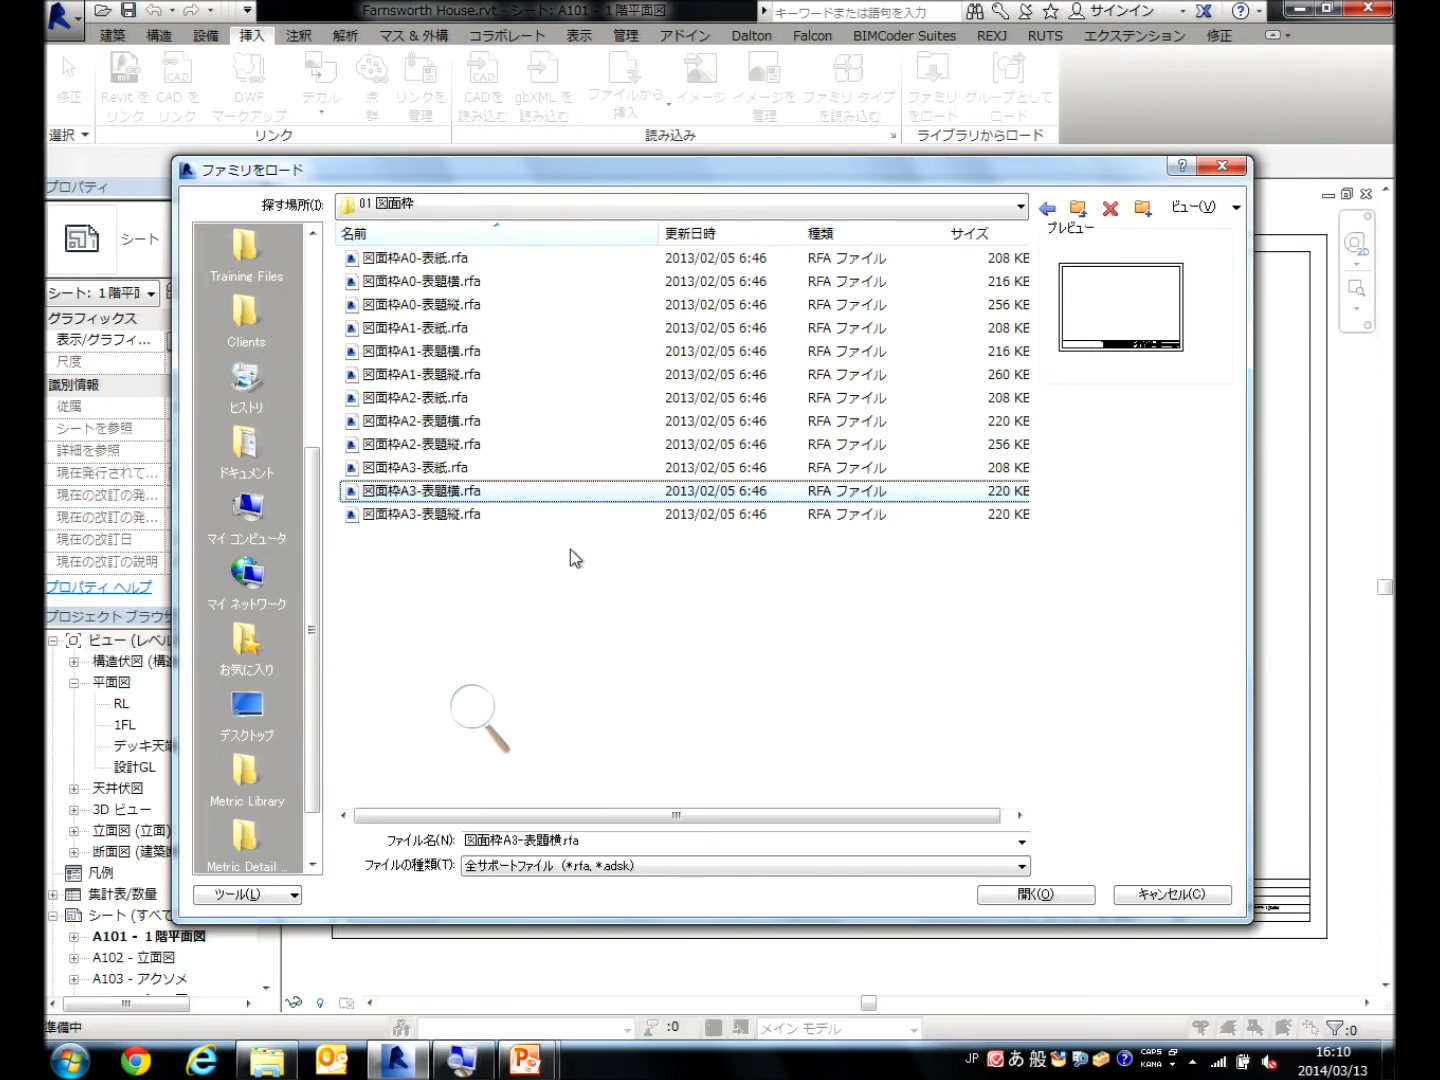 Farnsworth House.rvt - シート: A101 - 1 階平面図
キーワードまたは語句を入力
サインイン
建築 構造 設備 挿入 注釈 解析 マス & 外構 コラボレート 表示 管理 アドイン Dalton Falcon BIMCoder Suites REXJ RUTS エクステンション 修正
修正 Revit を リンク CAD を リンク DWF マークアップ デカル 点 群 リンクを 管理 CADを 読み込む gbXML を 読み込む ファイルから 挿入 イメージ イメージを 管理 ファミリ タイプ を読み込む ファミリ をロード グループとして ロード
選択 リンク 読み込み ライブラリからロード
プロパティ
シート
シート: 1 階平
グラフィックス
表示/グラフィ...
尺度
識別情報
従属
シートを参照
詳細を参照
現在発行されて...
現在の改訂の発...
現在の改訂の発...
現在の改訂日
現在の改訂の説明
プロパティ ヘルプ
プロジェクト ブラウ
ビュー (レベル
構造伏図 (構
平面図
RL
1FL
デッキ天端
設計GL
天井伏図
3D ビュー
立面図 (立面)
断面図 (建築
凡例
集計表/数量
シート (すべて
A101 - 1 階平面図
A102 - 立面図
A103 - アクソメ
ファミリをロード
探す場所(I):
01 図面枠
ビュー(V)
プレビュー
Training Files
Clients
ヒストリ
ドキュメント
マイ コンピュータ
マイ ネットワーク
お気に入り
デスクトップ
Metric Library
Metric Detail ...
名前 更新日時 種類 サイズ
図面枠A0-表紙.rfa 2013/02/05 6:46 RFA ファイル 208 KE
図面枠A0-表題横.rfa 2013/02/05 6:46 RFA ファイル 216 KE
図面枠A0-表題縦.rfa 2013/02/05 6:46 RFA ファイル 256 KE
図面枠A1-表紙.rfa 2013/02/05 6:46 RFA ファイル 208 KE
図面枠A1-表題横.rfa 2013/02/05 6:46 RFA ファイル 216 KE
図面枠A1-表題縦.rfa 2013/02/05 6:46 RFA ファイル 260 KE
図面枠A2-表紙.rfa 2013/02/05 6:46 RFA ファイル 208 KE
図面枠A2-表題横.rfa 2013/02/05 6:46 RFA ファイル 220 KE
図面枠A2-表題縦.rfa 2013/02/05 6:46 RFA ファイル 256 KE
図面枠A3-表紙.rfa 2013/02/05 6:46 RFA ファイル 208 KE
図面枠A3-表題横.rfa 2013/02/05 6:46 RFA ファイル 220 KE
図面枠A3-表題縦.rfa 2013/02/05 6:46 RFA ファイル 220 KE
ファイル名(N): 図面枠A3-表題横.rfa
ファイルの種類(T): 全サポートファイル (*.rfa, *.adsk)
ツール(L) 開く(O) キャンセル(C)
準備中 :0 メイン モデル :0
JP あ 般 CAPS KANA
16:10
2014/03/13